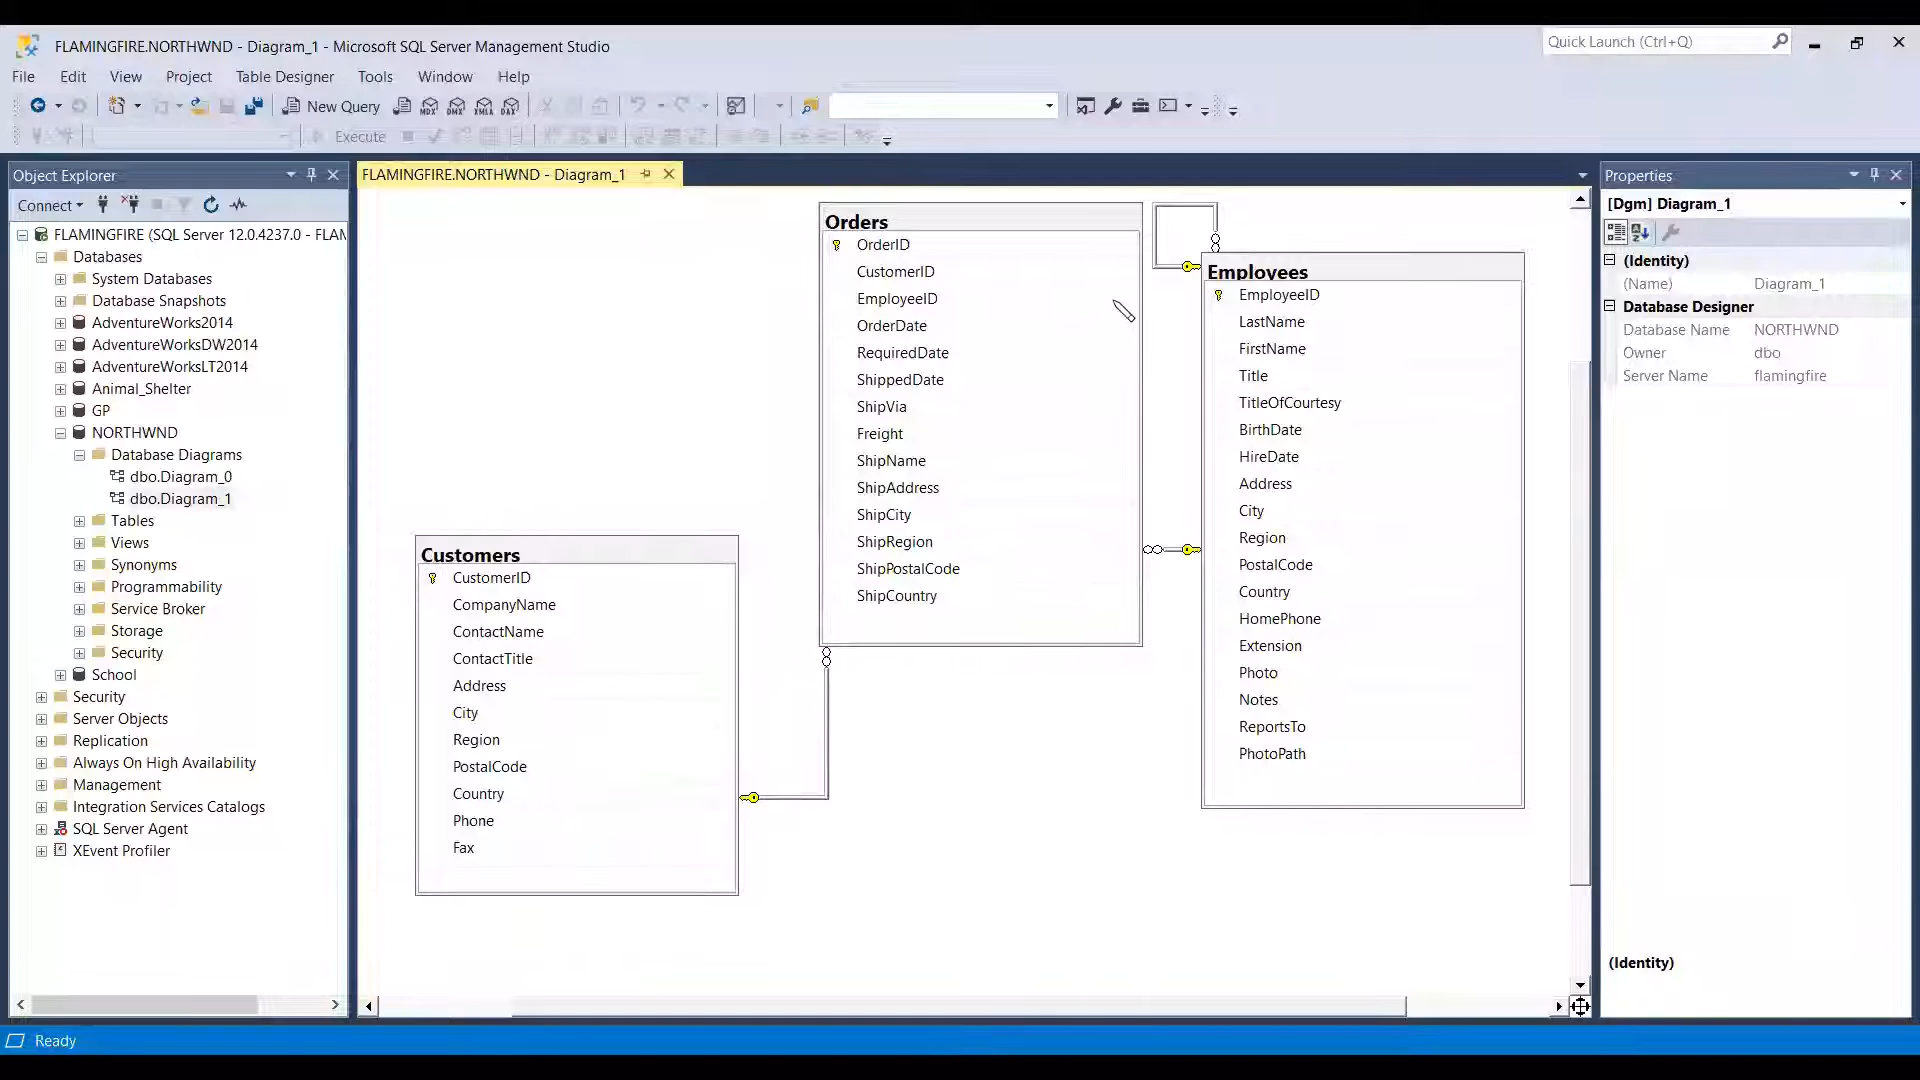 FLAMINGFIRE.NORTHWND - Diagram_1 - Microsoft SQL Server Management Studio
Quick Launch (Ctrl+Q)
File Edit View Project Table Designer Tools Window Help
New Query
MDX DMX XMLA DAX
Execute
Object Explorer
Connect
FLAMINGFIRE (SQL Server 12.0.4237.0 - FLAM
Databases
System Databases
Database Snapshots
AdventureWorks2014
AdventureWorksDW2014
AdventureWorksLT2014
Animal_Shelter
GP
NORTHWND
Database Diagrams
dbo.Diagram_0
dbo.Diagram_1
Tables
Views
Synonyms
Programmability
Service Broker
Storage
Security
School
Security
Server Objects
Replication
Always On High Availability
Management
Integration Services Catalogs
SQL Server Agent
XEvent Profiler
FLAMINGFIRE.NORTHWND - Diagram_1
Customers
CustomerID
CompanyName
ContactName
ContactTitle
Address
City
Region
PostalCode
Country
Phone
Fax
Orders
OrderID
CustomerID
EmployeeID
OrderDate
RequiredDate
ShippedDate
ShipVia
Freight
ShipName
ShipAddress
ShipCity
ShipRegion
ShipPostalCode
ShipCountry
Employees
EmployeeID
LastName
FirstName
Title
TitleOfCourtesy
BirthDate
HireDate
Address
City
Region
PostalCode
Country
HomePhone
Extension
Photo
Notes
ReportsTo
PhotoPath
Properties
[Dgm] Diagram_1
(Identity)
(Name) Diagram_1
Database Designer
Database Name NORTHWND
Owner dbo
Server Name flamingfire
(Identity)
Ready